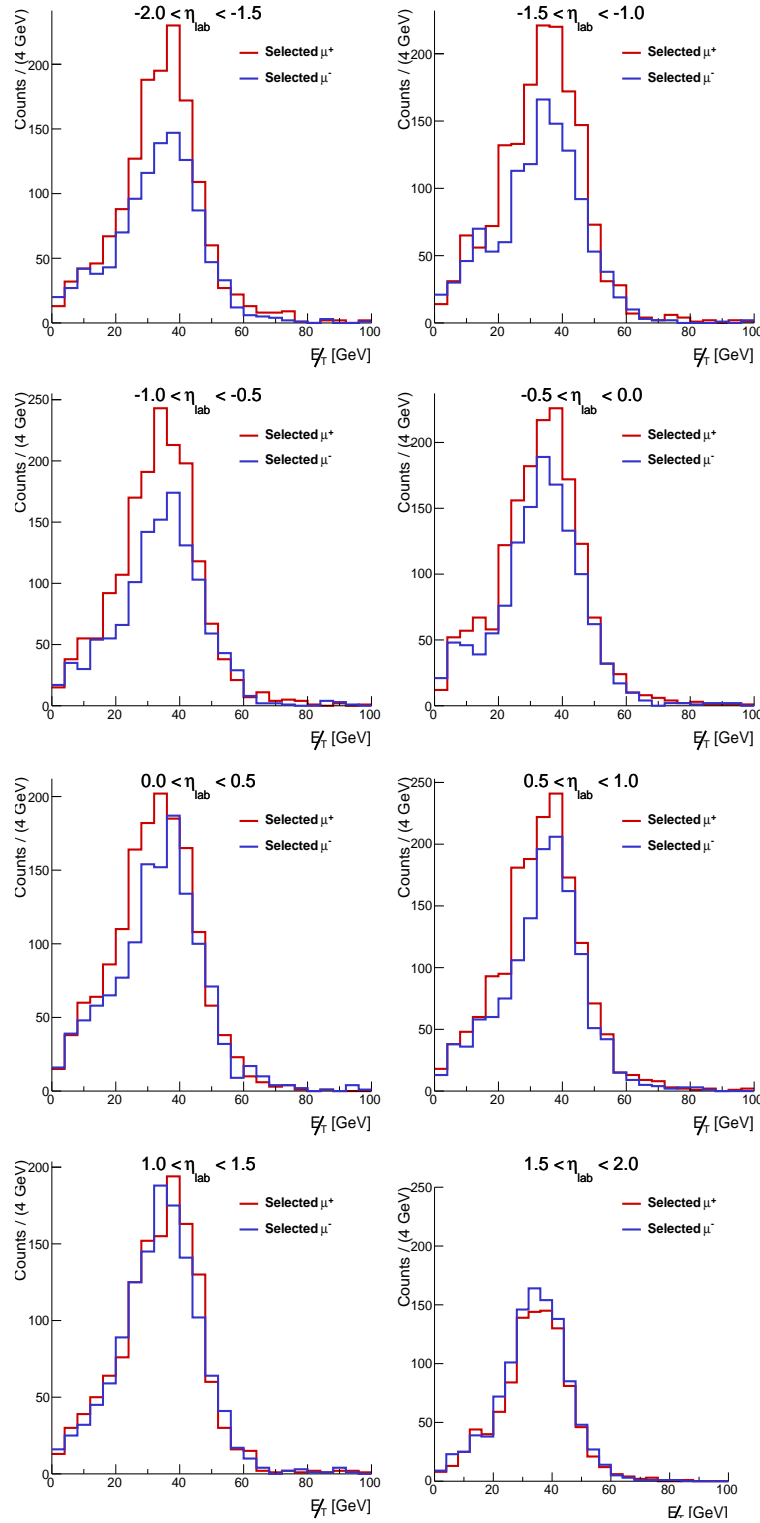 -2.0 < η_lab < -1.5
Counts / (4 GeV)
Selected μ⁺
Selected μ⁻
200
150
100
50
0
0 20 40 60 80 100
E̸_T [GeV]
-1.5 < η_lab < -1.0
Counts / (4 GeV)
Selected μ⁺
Selected μ⁻
200
150
100
50
0
0 20 40 60 80 100
E̸_T [GeV]
-1.0 < η_lab < -0.5
Counts / (4 GeV)
Selected μ⁺
Selected μ⁻
250
200
150
100
50
0
0 20 40 60 80 100
E̸_T [GeV]
-0.5 < η_lab < 0.0
Counts / (4 GeV)
Selected μ⁺
Selected μ⁻
200
150
100
50
0
0 20 40 60 80 100
E̸_T [GeV]
0.0 < η_lab < 0.5
Counts / (4 GeV)
Selected μ⁺
Selected μ⁻
200
150
100
50
0
0 20 40 60 80 100
E̸_T [GeV]
0.5 < η_lab < 1.0
Counts / (4 GeV)
Selected μ⁺
Selected μ⁻
250
200
150
100
50
0
0 20 40 60 80 100
E̸_T [GeV]
1.0 < η_lab < 1.5
Counts / (4 GeV)
Selected μ⁺
Selected μ⁻
200
150
100
50
0
0 20 40 60 80 100
E̸_T [GeV]
1.5 < η_lab < 2.0
Counts / (4 GeV)
Selected μ⁺
Selected μ⁻
250
200
150
100
50
0
0 20 40 60 80 100
E̸_T [GeV]